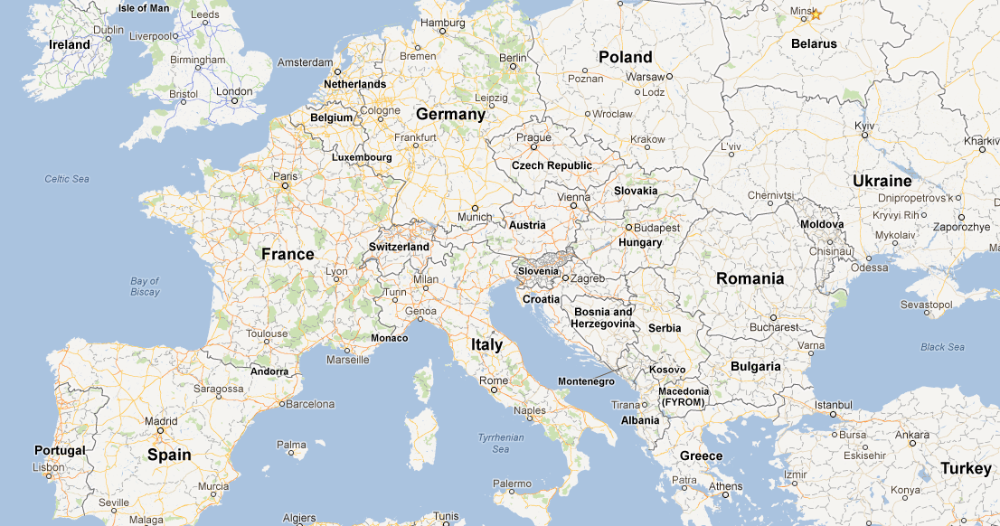 Isle of Man
Leeds
Dublin
Ireland
Liverpool
Birmingham
Bristol
London
Hamburg
Bremen
Amsterdam
Berlin
Netherlands
Leipzig
Belgium
Cologne
Germany
Frankfurt
Luxembourg
Poland
Poznan
Warsaw
Lodz
Wroclaw
Krakow
Minsk
Belarus
Kyiv
L'viv
Kharkiv
Prague
Czech Republic
Celtic Sea
Paris
Slovakia
Vienna
Munich
Austria
Budapest
Hungary
Ukraine
Chernivtsi
Dnipropetrovs'k
Kryvyi Rih
Zaporozhye
Moldova
Mykolaiv
Chisinau
Odessa
Ma
France
Switzerland
Lyon
Milan
Turin
Genoa
Slovenia
Zagreb
Croatia
Bosnia and
Herzegovina
Serbia
Romania
Bucharest
Sevastopol
Bay of
Biscay
Toulouse
Monaco
Marseille
Andorra
Italy
Rome
Naples
Montenegro
Kosovo
Macedonia
(FYROM)
Bulgaria
Varna
Black Sea
Saragossa
Barcelona
Madrid
Spain
Portugal
Lisbon
Palma
Murcia
Seville
Malaga
Algiers
Tyrrhenian
Sea
Palermo
Tunis
Tirana
Albania
Greece
Patra
Athens
Istanbul
Bursa
Ankara
Eskisehir
Izmir
Turkey
Konya